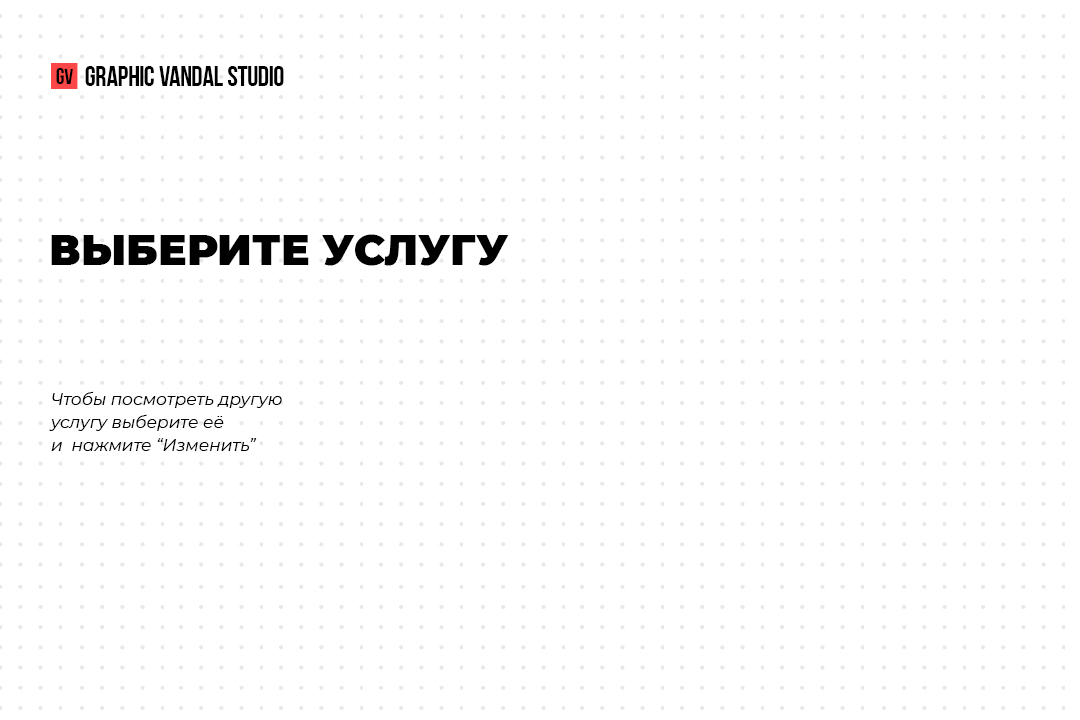 GV GRAPHIC VANDAL STUDIO
ВЫБЕРИТЕ УСЛУГУ
Чтобы посмотреть другую
услугу выберите её
и нажмите “Изменить”